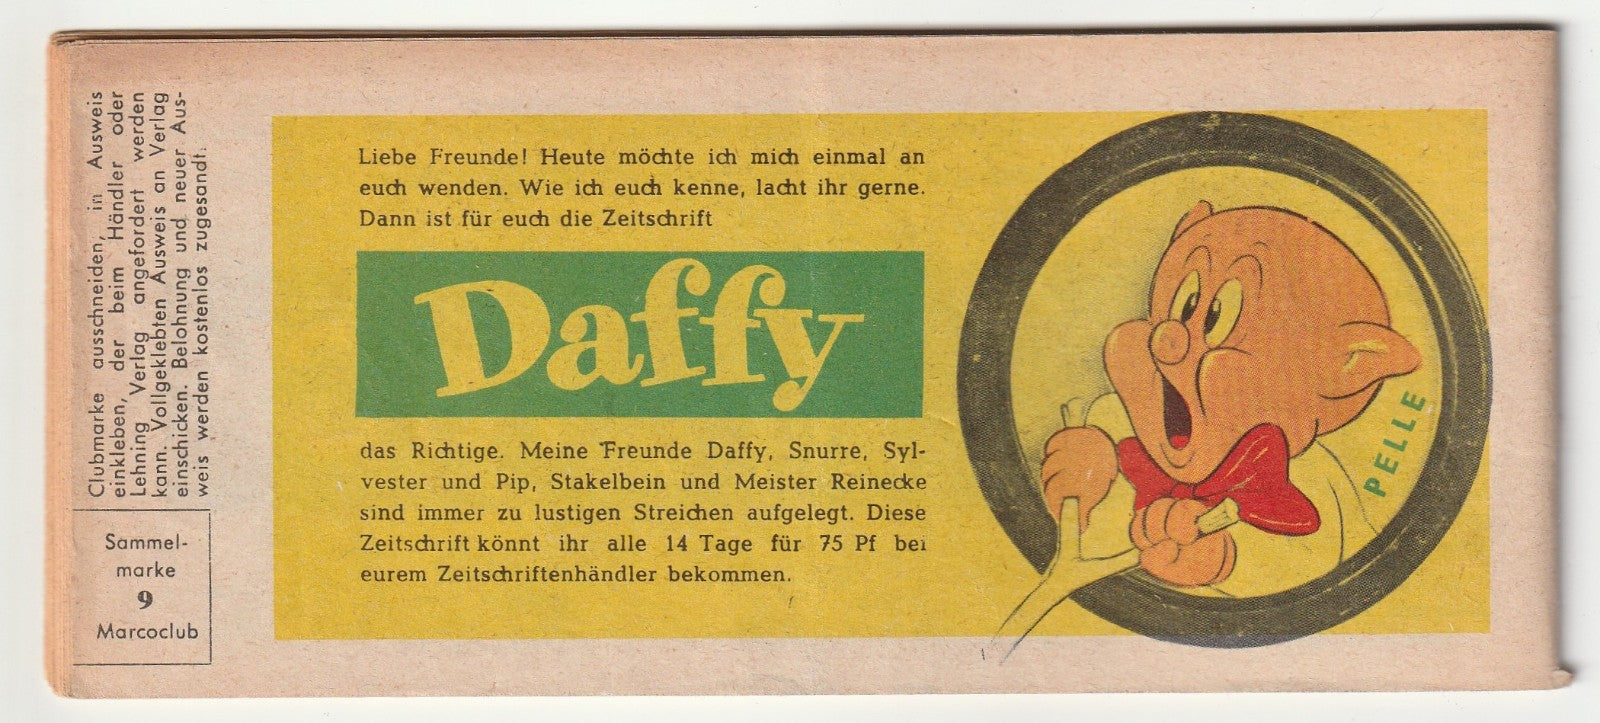 Clubmarke ausschneiden, in Ausweis
einkleben, der beim Händler oder
Lehning Verlag angefordert werden
kann. Vollgeklebten Ausweis an Verlag
einschicken. Belohnung und neuer Aus-
weis werden kostenlos zugesandt.
Sammel-
marke
9
Marcoclub
Liebe Freunde! Heute möchte ich mich einmal an
euch wenden. Wie ich euch kenne, lacht ihr gerne.
Dann ist für euch die Zeitschrift
Daffy
das Richtige. Meine Freunde Daffy, Snurre, Syl-
vester und Pip, Stakelbein und Meister Reinecke
sind immer zu lustigen Streichen aufgelegt. Diese
Zeitschrift könnt ihr alle 14 Tage für 75 Pf bei
eurem Zeitschriftenhändler bekommen.
PELLE